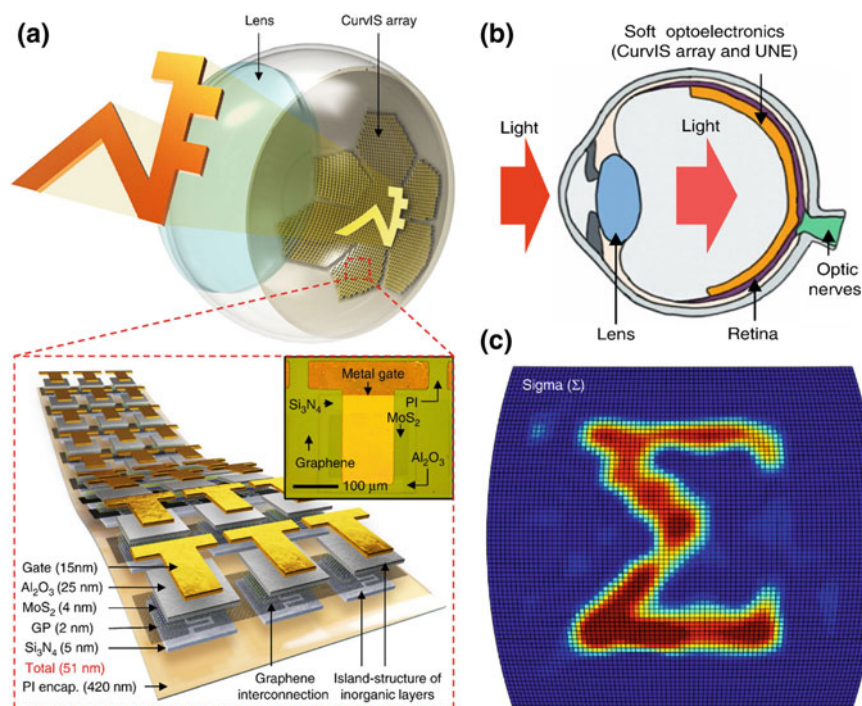 (a)
Lens
CurvIS array
Metal gate
Si₃N₄
PI
MoS₂
Graphene
Al₂O₃
100 μm
Gate (15nm)
Al₂O₃ (25 nm)
MoS₂ (4 nm)
GP (2 nm)
Si₃N₄ (5 nm)
Total (51 nm)
PI encap. (420 nm)
Graphene
interconnection
Island-structure of
inorganic layers
(b)
Soft optoelectronics
(CurvIS array and UNE)
Light
Light
Optic
nerves
Lens
Retina
(c)
Sigma (Σ)
Σ